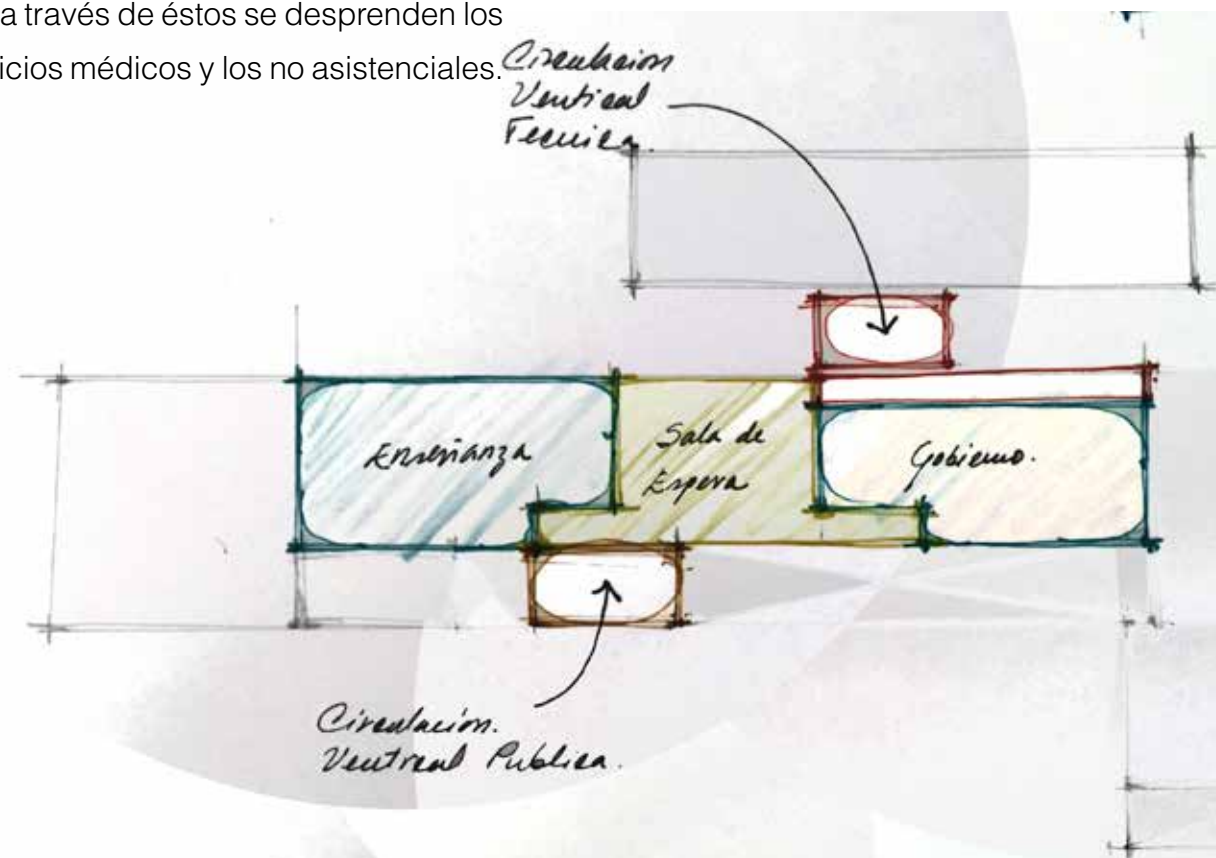 a través de éstos se desprenden los
icios médicos y los no asistenciales.
Circulacion
Vertical
Tecnica.
Enseñanza
Sala de
Espera
Gobierno.
Circulación.
Vertical Publica.